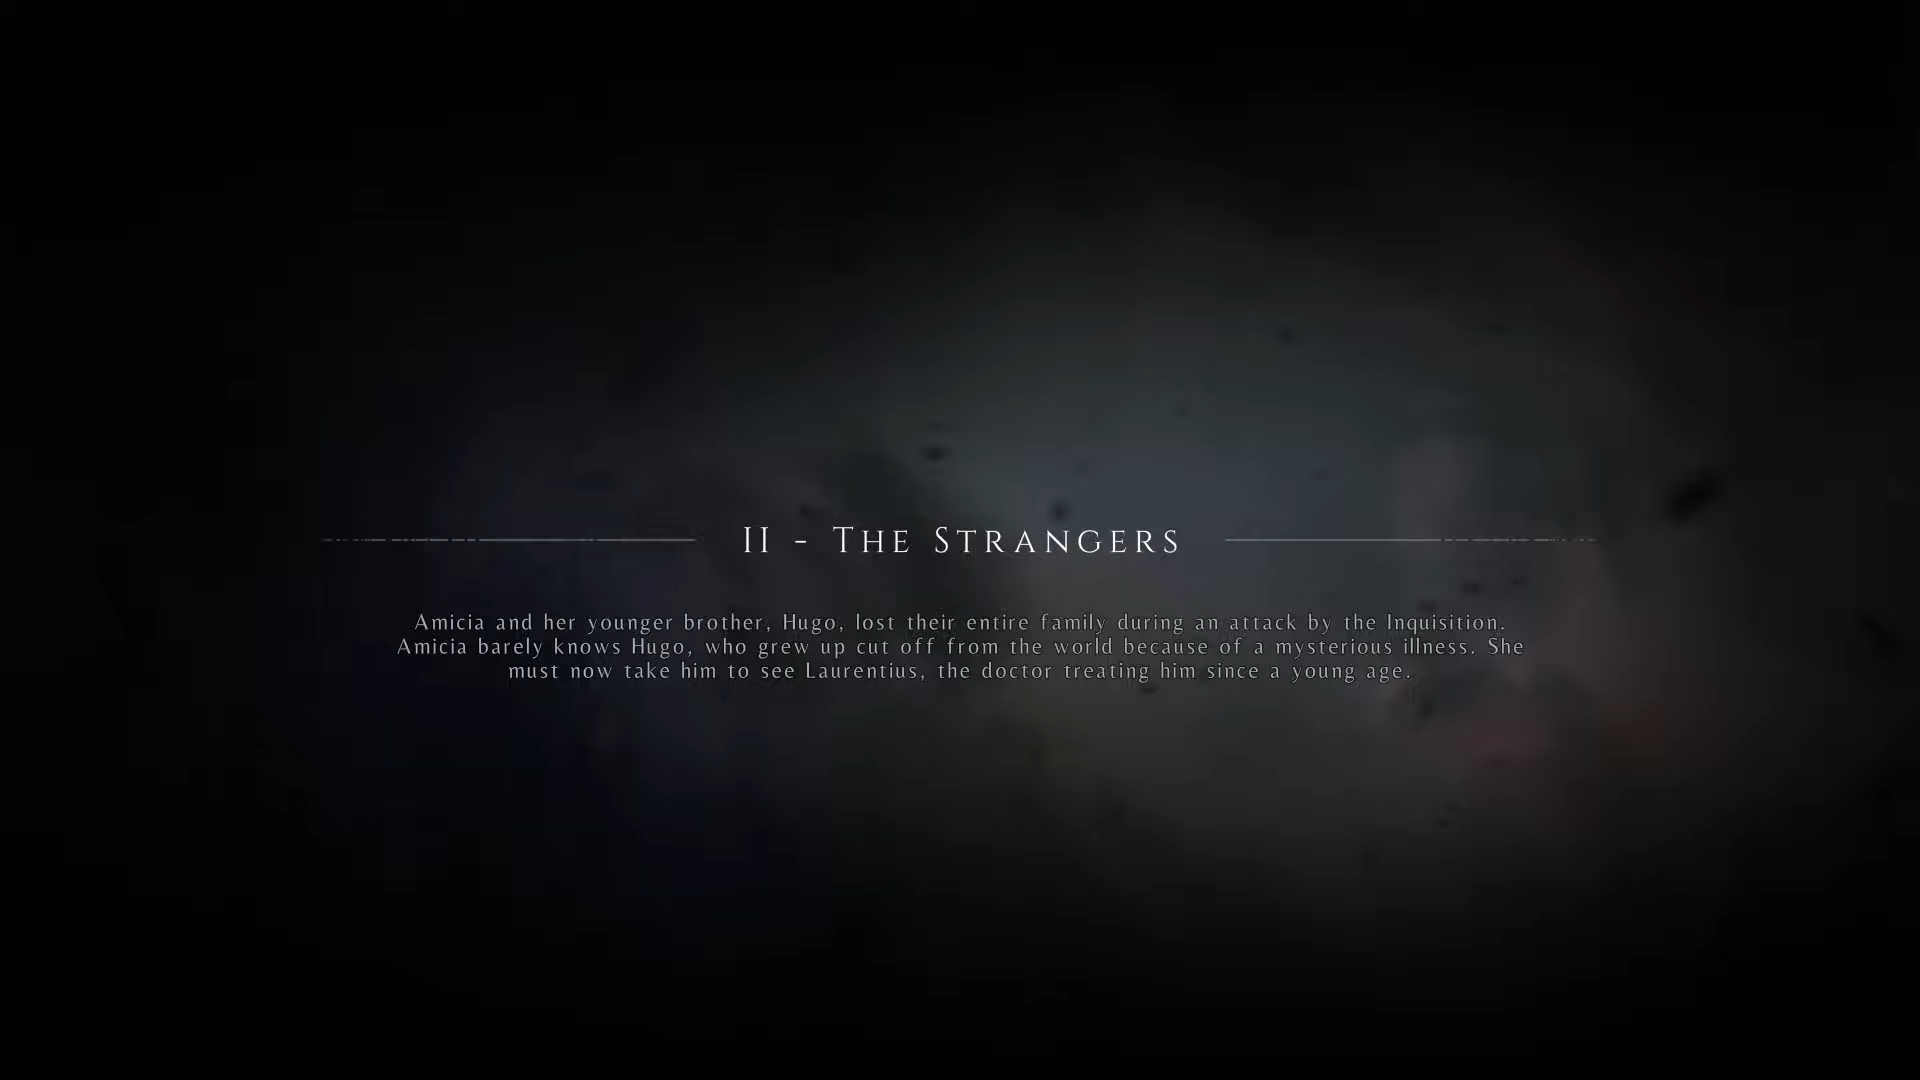 II - The Strangers
Amicia and her younger brother, Hugo, lost their entire family during an attack by the Inquisition.
Amicia barely knows Hugo, who grew up cut off from the world because of a mysterious illness. She
must now take him to see Laurentius, the doctor treating him since a young age.